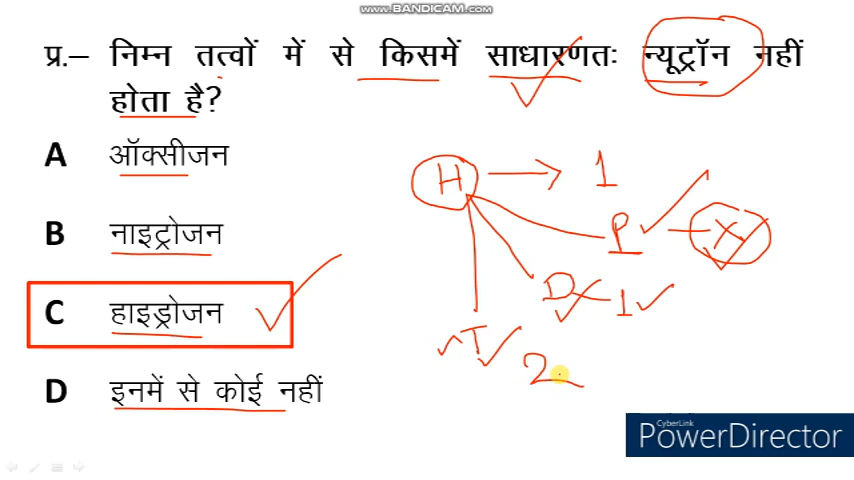 WWW.BANDICAM.COM
प्र.– निम्न तत्वों में से किसमें साधारणतः न्यूट्रॉन नहीं
होता है?
A ऑक्सीजन
B नाइट्रोजन
C हाइड्रोजन
D इनमें से कोई नहीं
H → 1
P
D 1
T 2
CyberLink
PowerDirector